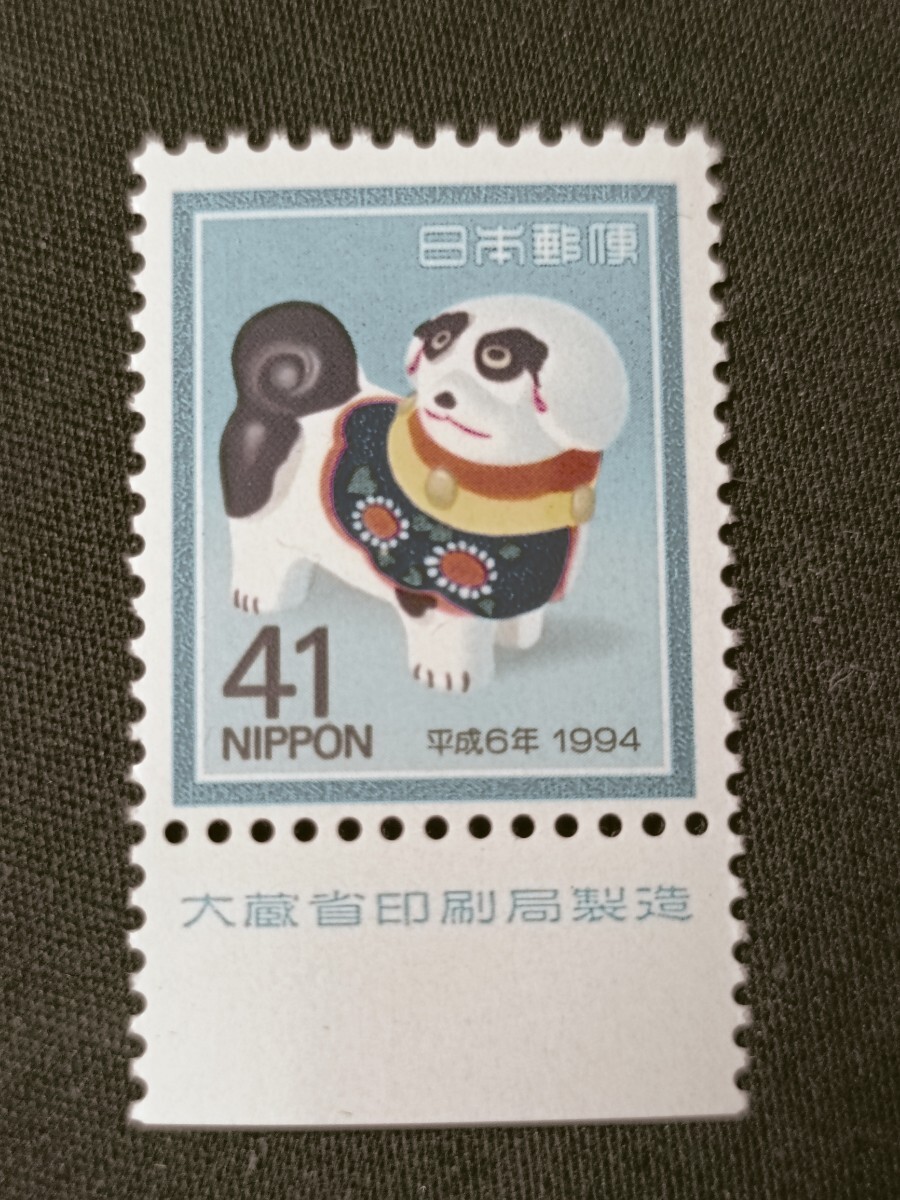 日本郵便
41
NIPPON
平成6年 1994
大蔵省印刷局製造